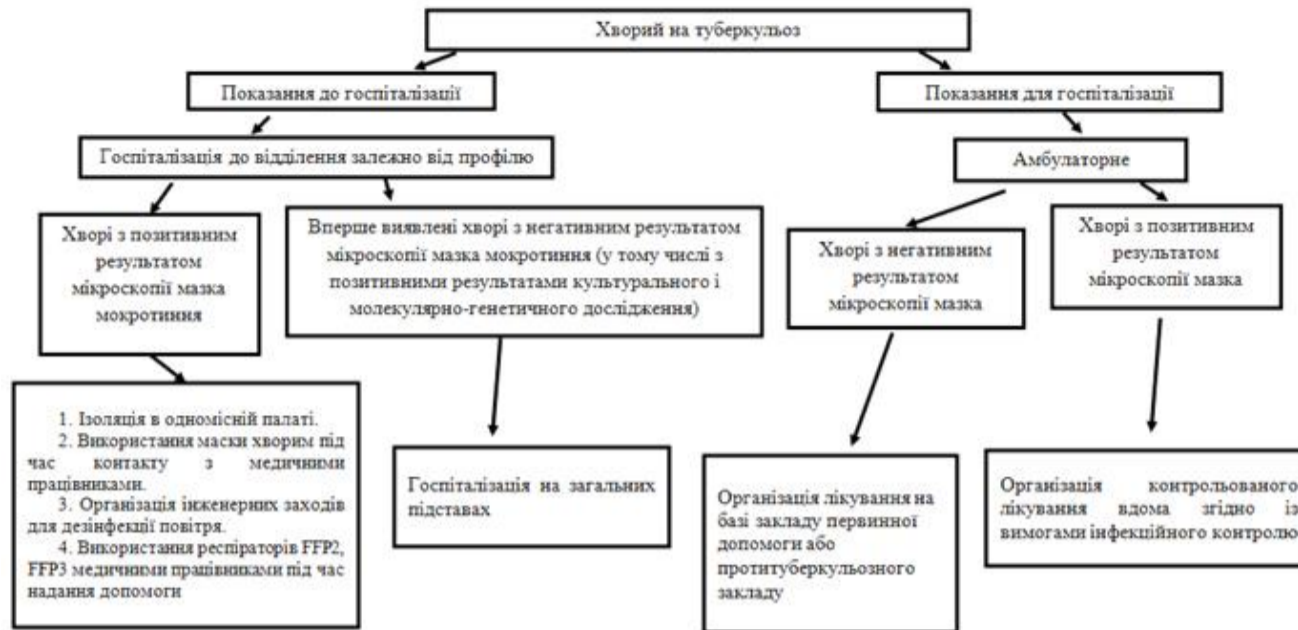 Хворий на туберкульоз
Показання до госпіталізації
Показання для госпіталізації
Госпіталізація до відділення залежно від профілю
Амбулаторне
Хворі з позитивним
результатом
мікроскопії мазка
мокротиння
Вперше виявлені хворі з негативним результатом
мікроскопії мазка мокротиння (у тому числі з
позитивними результатами культурального і
молекулярно-генетичного дослідження)
Хворі з негативним
результатом
мікроскопії мазка
Хворі з позитивним
результатом
мікроскопії мазка
1. Ізоляція в одномісній палаті.
2. Використання маски хворим під
час контакту з медичними
працівниками.
3. Організація інженерних заходів
для дезінфекції повітря.
4. Використання респіраторів FFP2,
FFP3 медичними працівниками під час
надання допомоги
Госпіталізація на загальних
підставах
Організація лікування на
базі закладу первинної
допомоги або
протитуберкульозного
закладу
Організація контрольованого
лікування вдома згідно із
вимогами інфекційного контролю